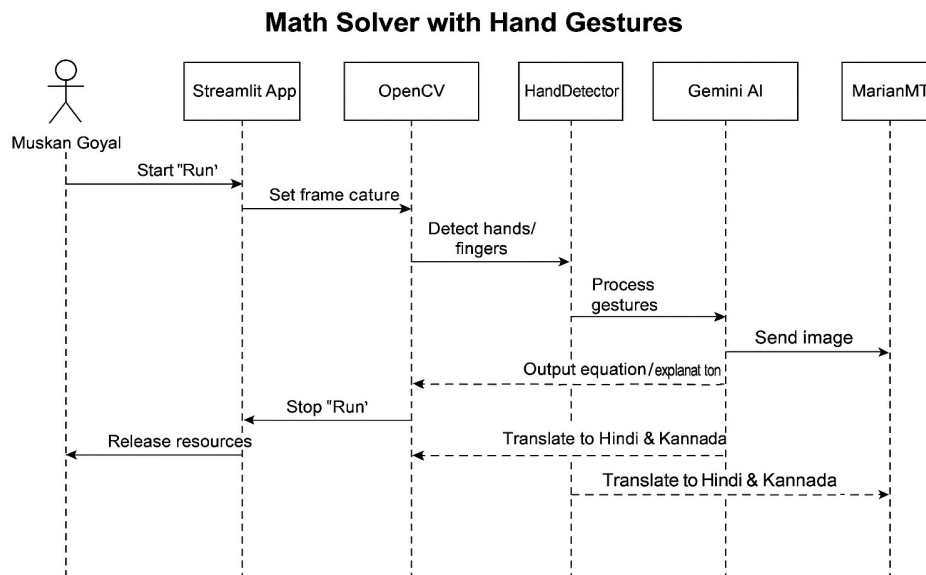 Math Solver with Hand Gestures
Streamlit App
OpenCV
HandDetector
Gemini AI
MarianMT
Muskan Goyal
Start "Run'
Set frame cature
Detect hands/
fingers
Process
gestures
Send image
Output equation/explanat ton
Stop "Run'
Release resources
Translate to Hindi & Kannada
Translate to Hindi & Kannada